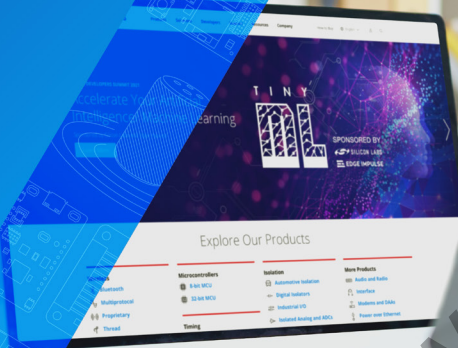 Company
Accelerate Your
Intelligence/Machine Learning
TINY
ML
SPONSORED BY
SILICON LABS
EDGE IMPULSE
Explore Our Products
Bluetooth
Multiprotocol
Proprietary
Thread
Microcontrollers
8-bit MCU
32-bit MCU
Timing
Isolation
Automotive Isolation
Digital Isolators
Industrial I/O
Isolated Analog and ADCs
More Products
Audio and Radio
Interface
Modems and DAAs
Power over Ethernet